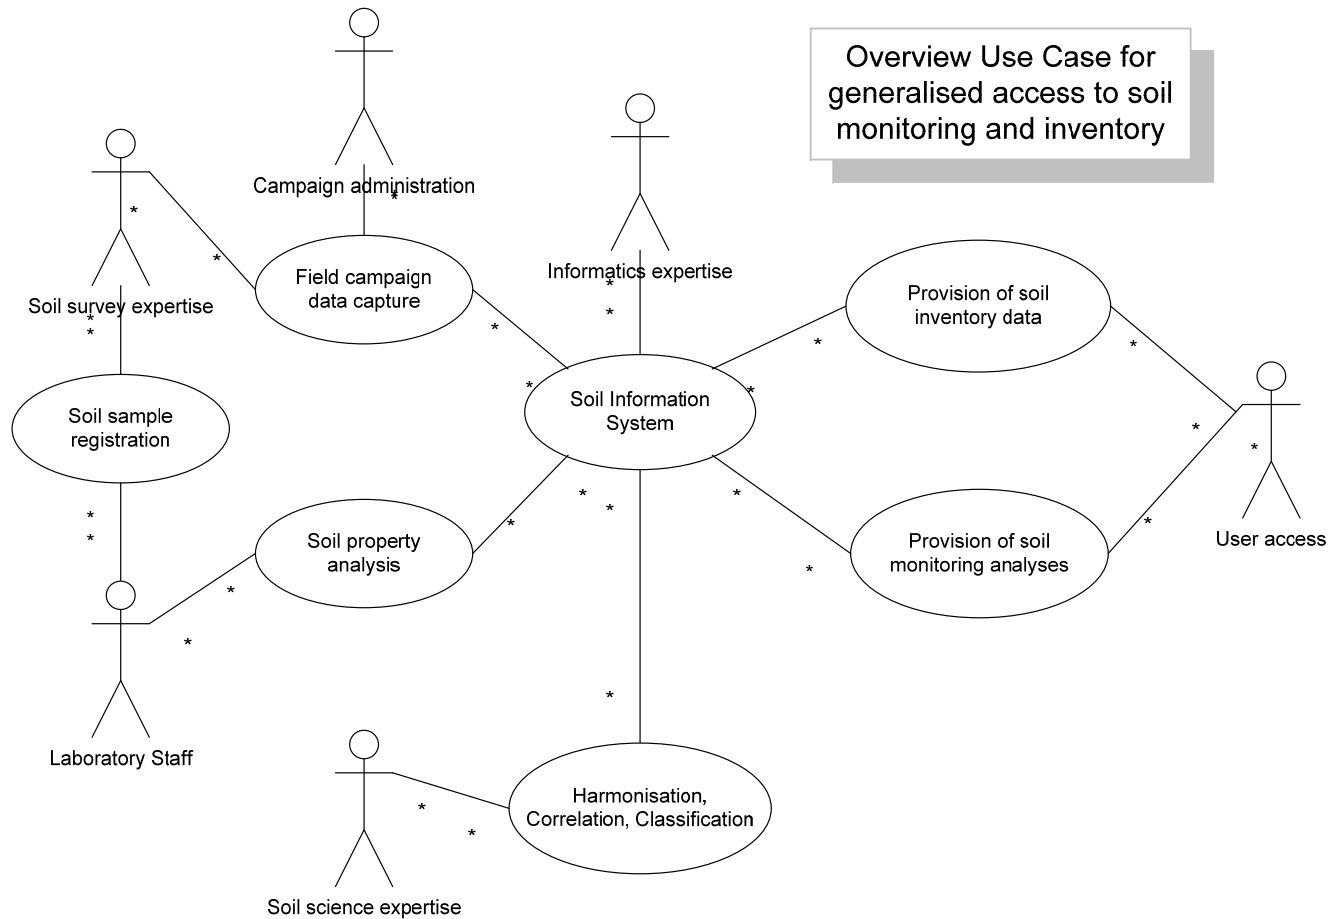 Overview Use Case for
generalised access to soil
monitoring and inventory
Campaign administration
*
Soil survey expertise
*
*
*
*
Field campaign
data capture
*
*
Informatics expertise
*
*
Provision of soil
inventory data
*
*
*
*
Soil Information
System
Soil sample
registration
*
*
User access
*
*
Soil property
analysis
*
*
*
*
*
*
Provision of soil
monitoring analyses
*
*
*
Laboratory Staff
*
Harmonisation,
Correlation, Classification
*
*
Soil science expertise